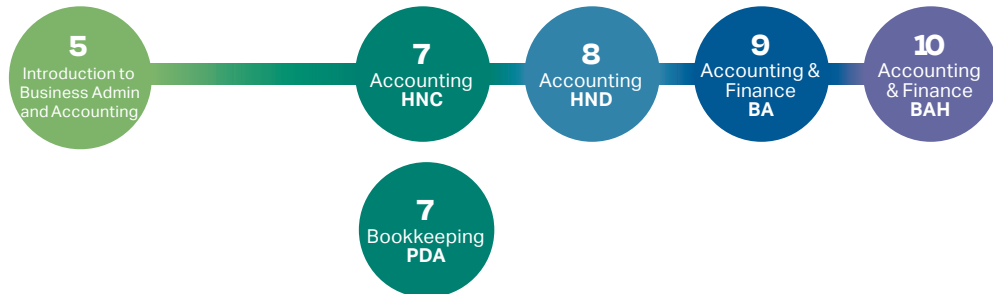 5
Introduction to
Business Admin
and Accounting
7
Accounting
HNC
8
Accounting
HND
9
Accounting &
Finance
BA
10
Accounting
& Finance
BAH
7
Bookkeeping
PDA